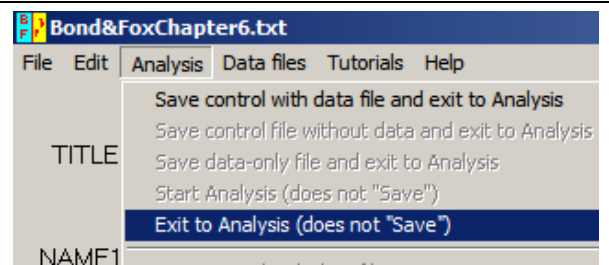 B
F
Bond&FoxChapter6.txt
File Edit Analysis Data files Tutorials Help
Save control with data file and exit to Analysis
Save control file without data and exit to Analysis
TITLE
Save data-only file and exit to Analysis
Start Analysis (does not "Save")
Exit to Analysis (does not "Save")
NAME1